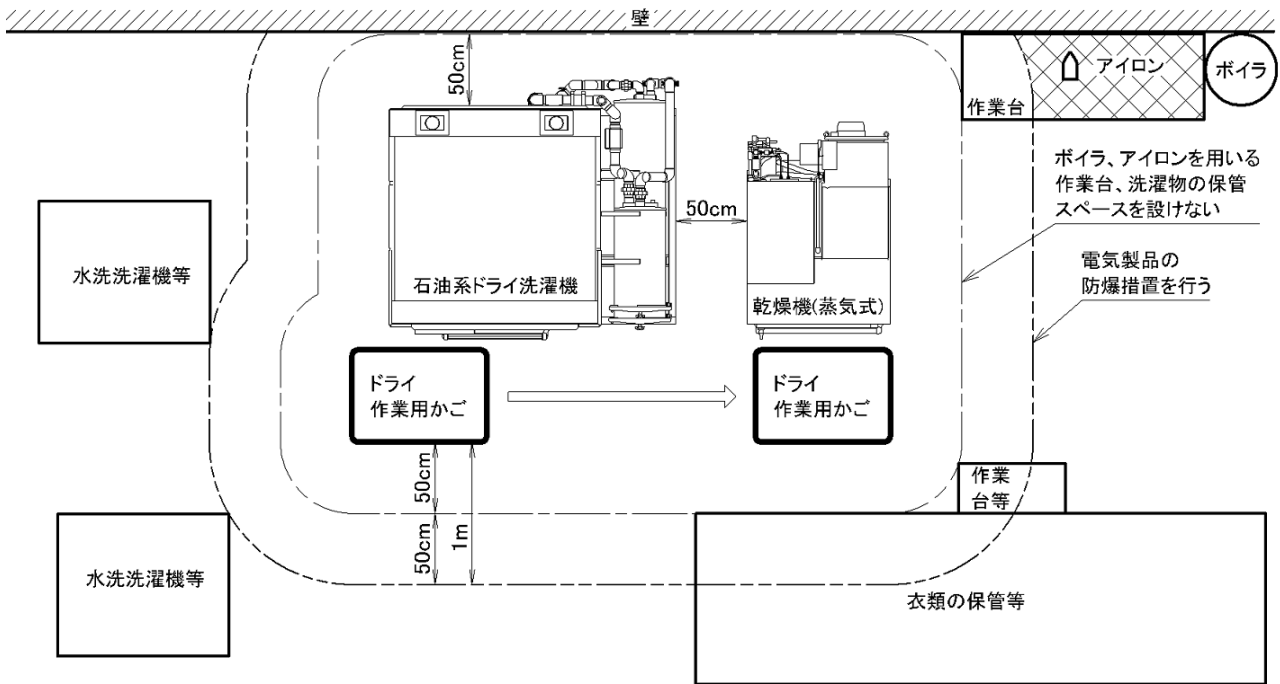 壁
50cm
アイロン
ボイラ
作業台
ボイラ、アイロンを用いる
作業台、洗濯物の保管
スペースを設けない
50cm
水洗洗濯機等
石油系ドライ洗濯機
乾燥機(蒸気式)
電気製品の
防爆措置を行う
ドライ
作業用かご
ドライ
作業用かご
50cm
50cm
1m
作業
台等
水洗洗濯機等
衣類の保管等